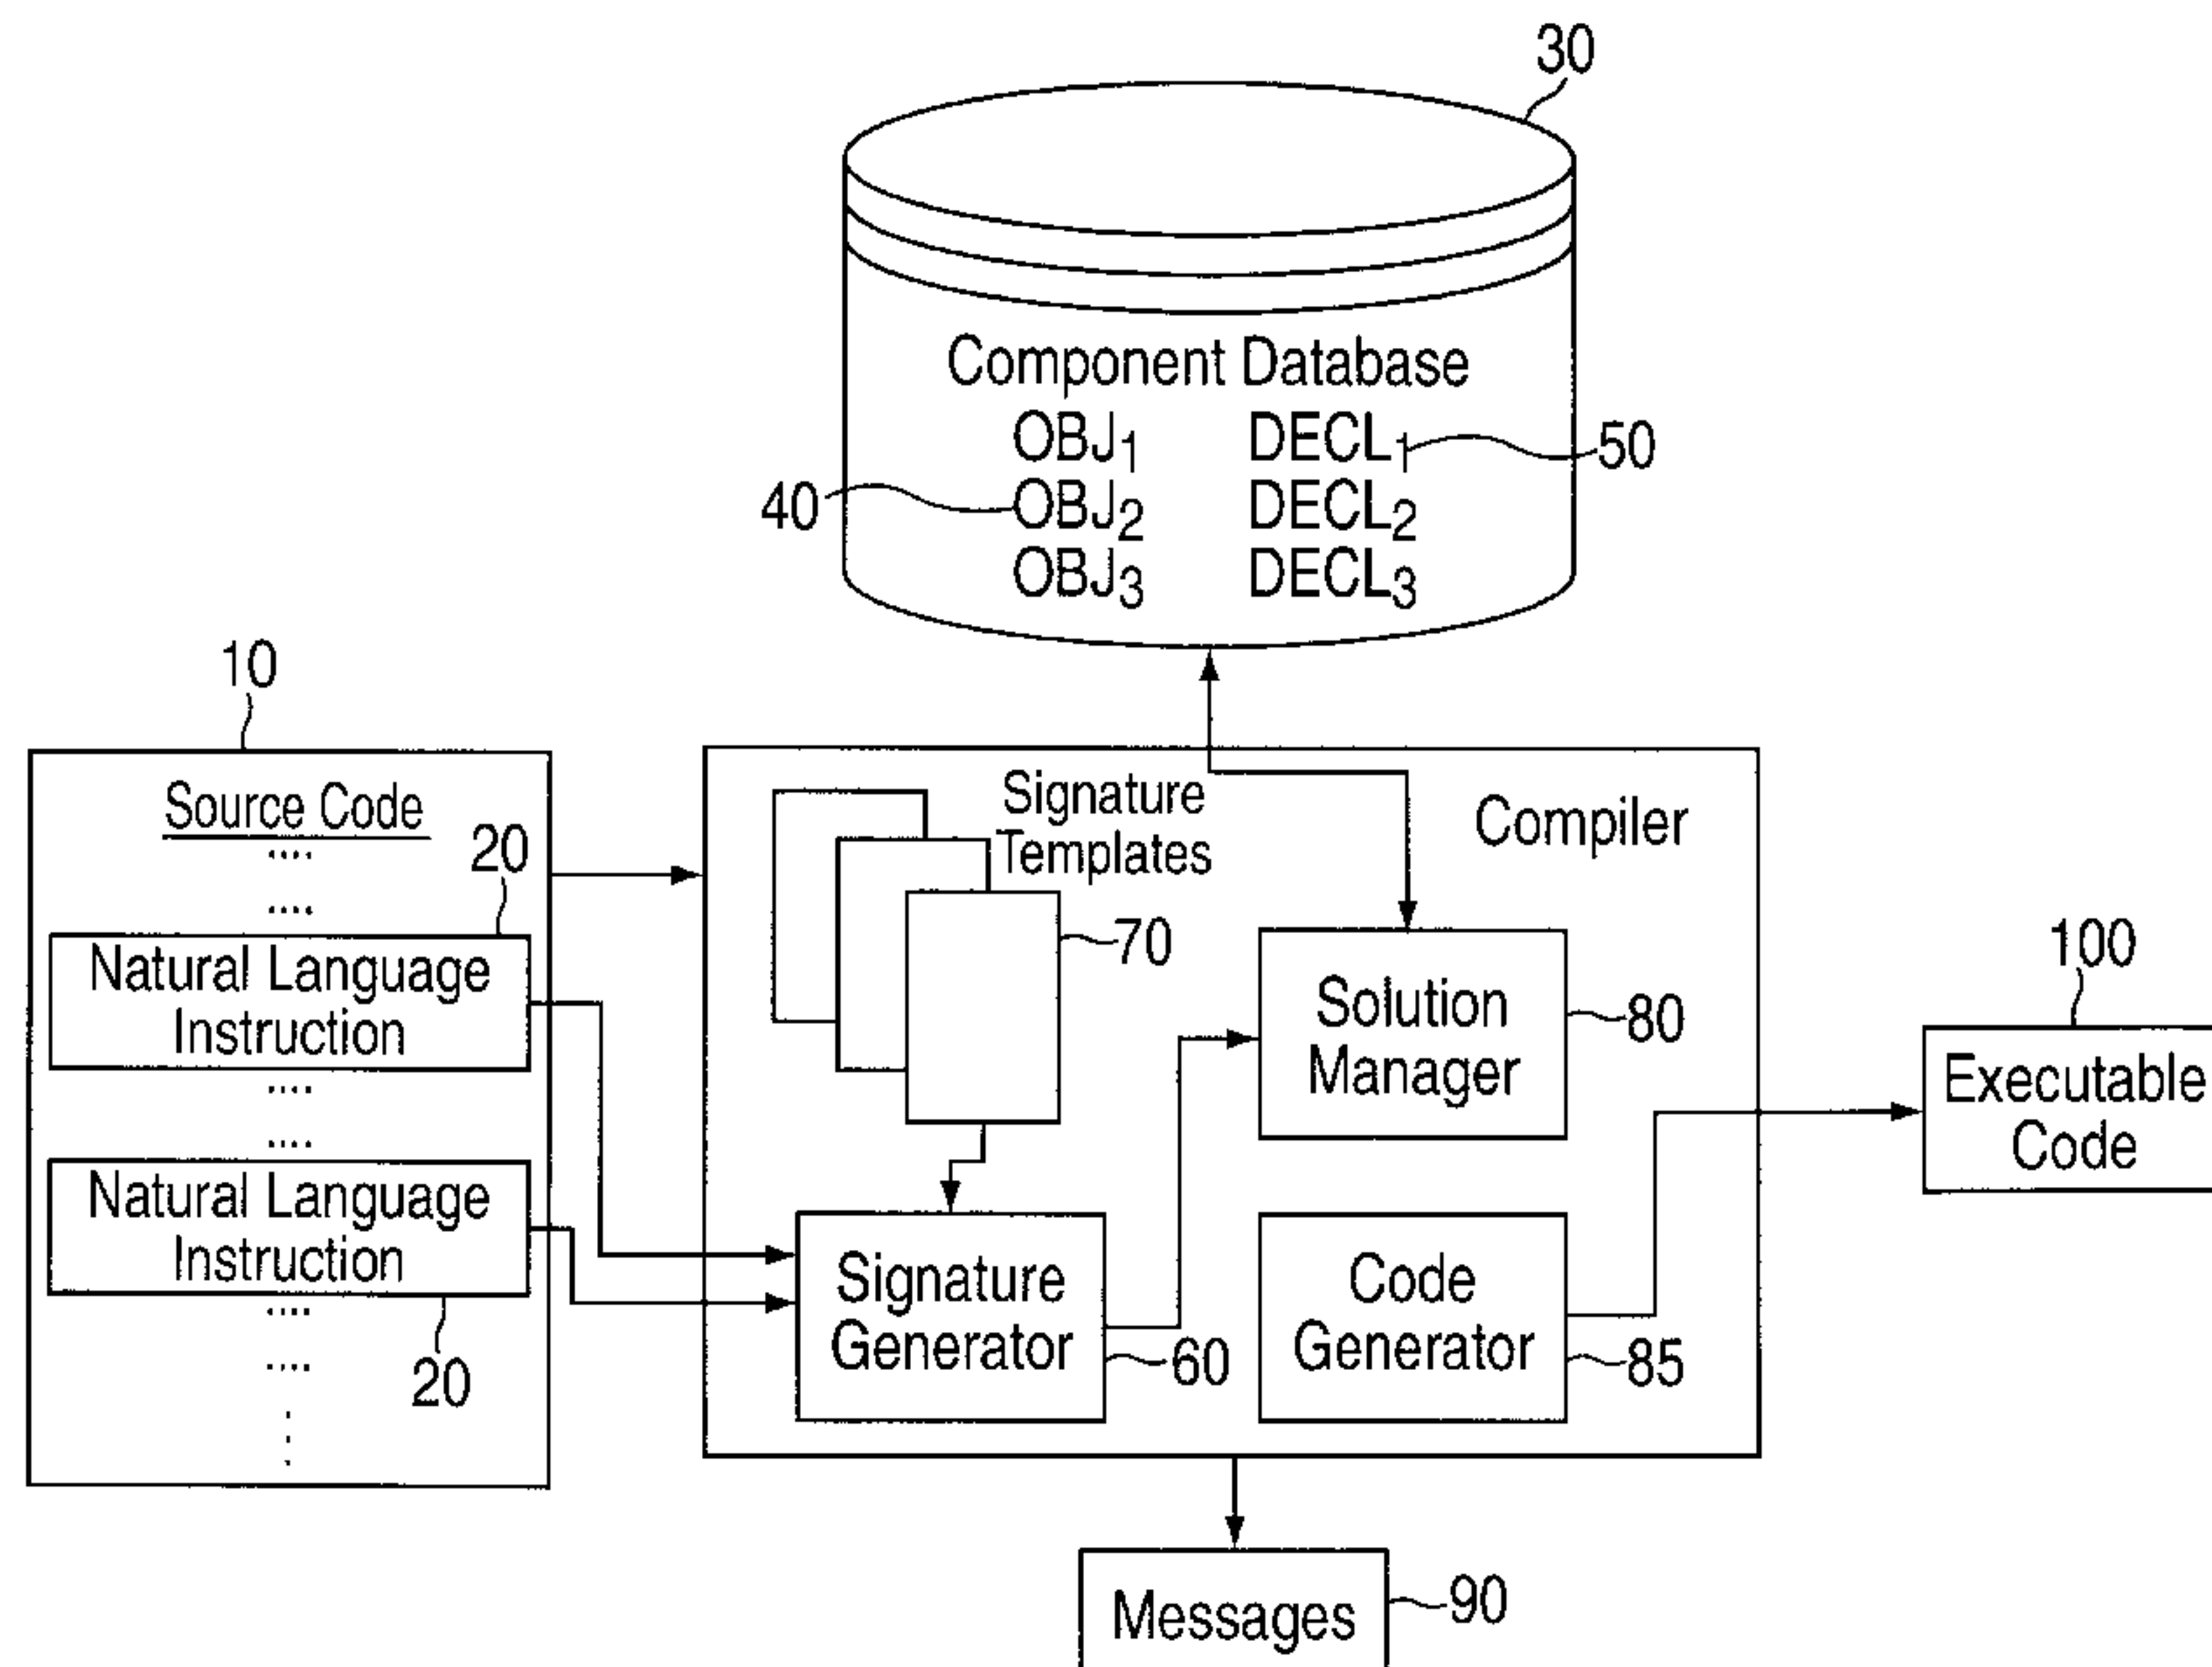 30
Component Database
OBJ1 DECL1 50
40 OBJ2 DECL2
OBJ3 DECL3
10
Source Code
....
....
20
Natural Language
Instruction
....
....
Natural Language
Instruction
....
....
20
Signature
Templates
Compiler
70
Solution
Manager
80
Signature
Generator
60
Code
Generator
85
100
Executable
Code
Messages
90